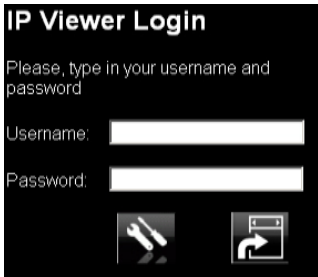 IP Viewer Login
Please, type in your username and
password
Username:
Password: